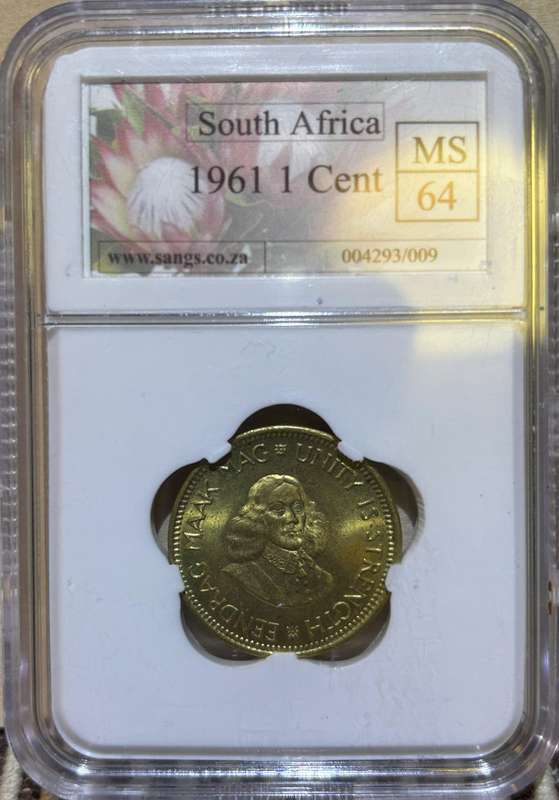 South Africa
1961 1 Cent
MS
64
www.sangs.co.za
004293/009
EENDRAG MAAK MAG * UNITY IS STRENGTH *